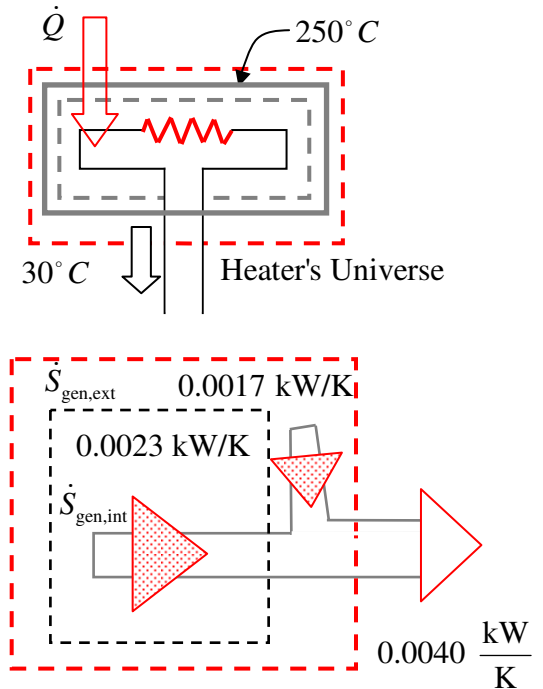 Q̇
250°C
30°C
Heater's Universe
Ṡgen,ext
0.0017 kW/K
0.0023 kW/K
Ṡgen,int
0.0040 kW/K